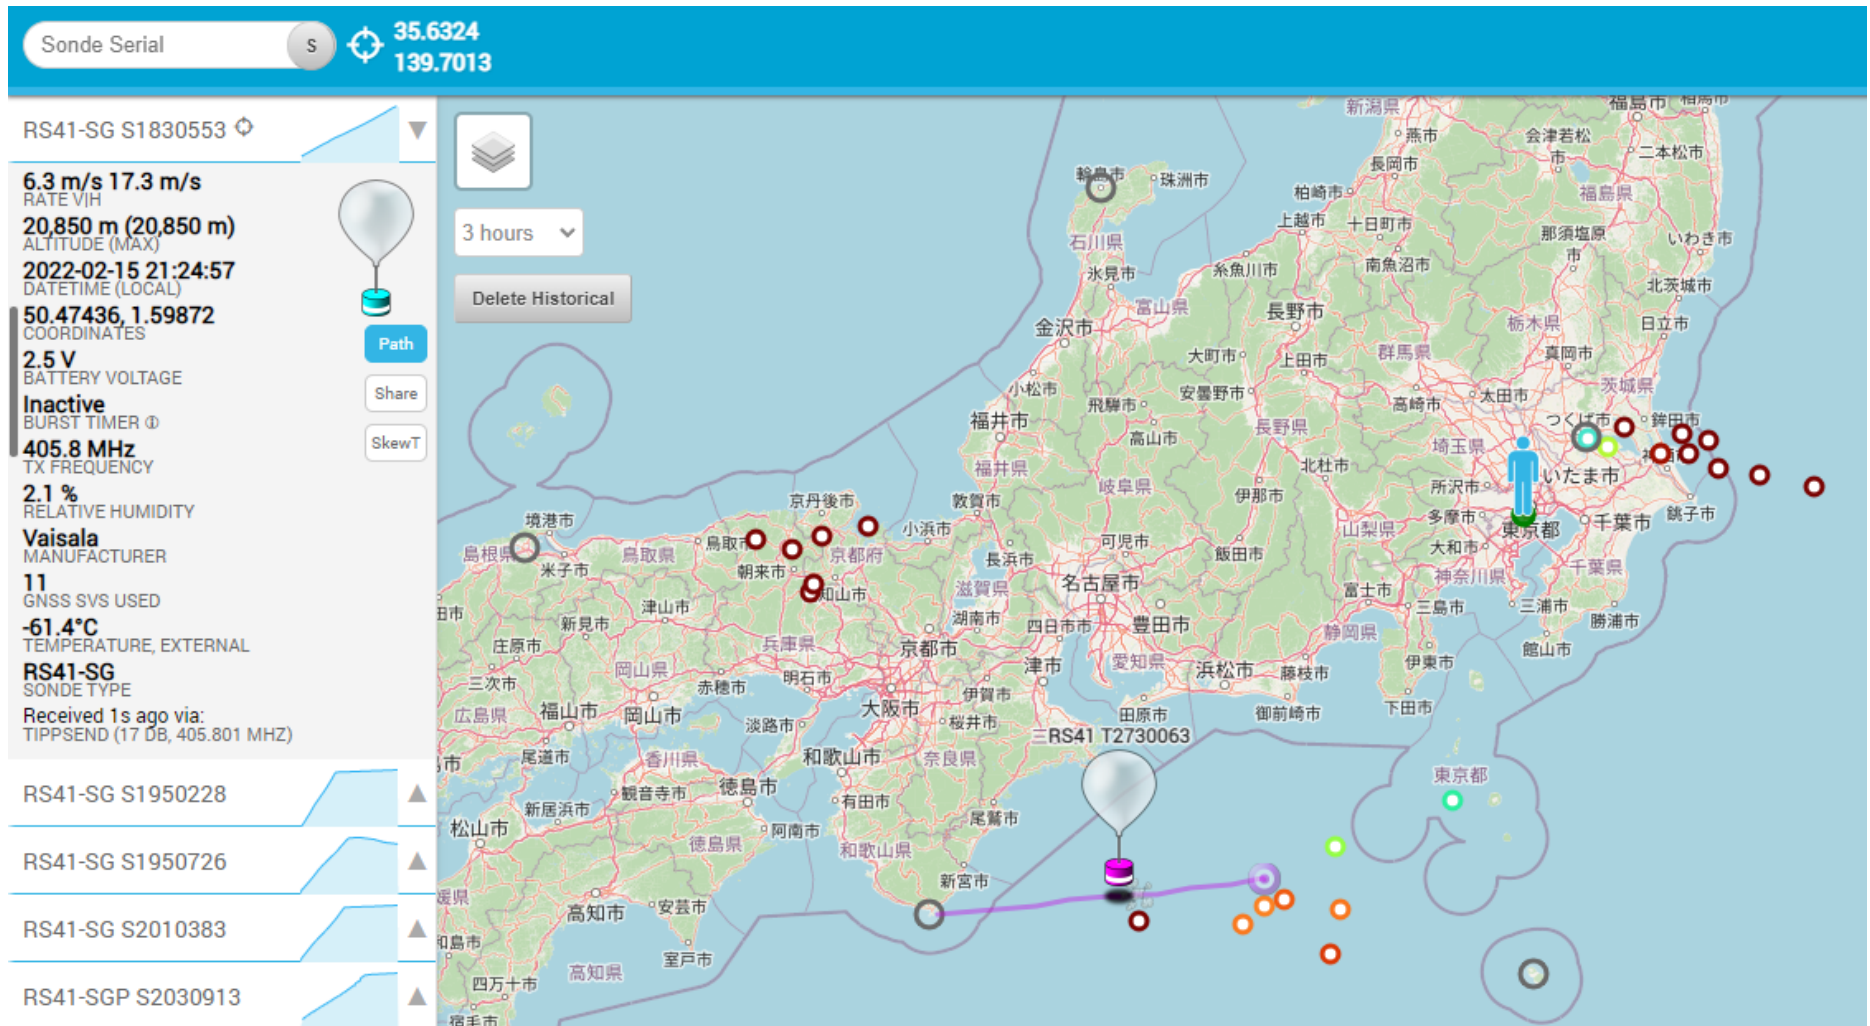 Sonde Serial
S
35.6324
139.7013
RS41-SG S1830553
▼
6.3 m/s 17.3 m/s
RATE V|H
20,850 m (20,850 m)
ALTITUDE (MAX)
2022-02-15 21:24:57
DATETIME (LOCAL)
50.47436, 1.59872
COORDINATES
Path
2.5 V
BATTERY VOLTAGE
Share
Inactive
BURST TIMER
405.8 MHz
TX FREQUENCY
SkewT
2.1 %
RELATIVE HUMIDITY
Vaisala
MANUFACTURER
11
GNSS SVS USED
-61.4°C
TEMPERATURE, EXTERNAL
RS41-SG
SONDE TYPE
Received 1s ago via:
TIPPSEND (17 DB, 405.801 MHZ)
RS41-SG S1950228
▲
RS41-SG S1950726
▲
RS41-SG S2010383
▲
RS41-SGP S2030913
▲
3 hours
Delete Historical
新潟県
福島市
燕市
会津若松市
二本松市
長岡市
輪島市
珠洲市
柏崎市
福島県
上越市
十日町市
那須塩原市
いわき市
石川県
氷見市
糸魚川市
南魚沼市
北茨城市
富山県
長野市
金沢市
栃木県
日立市
大町市
上田市
群馬県
真岡市
小松市
安曇野市
茨城県
飛騨市
高崎市
太田市
福井市
つくば市
鉾田市
高山市
長野県
埼玉県
福井県
北杜市
いたま市
岐阜県
伊那市
所沢市
京丹後市
敦賀市
多摩市
東京都
千葉市
銚子市
境港市
小浜市
山梨県
島根県
鳥取県
鳥取市
京都府
長浜市
可児市
飯田市
大和市
米子市
朝来市
神奈川県
千葉県
滋賀県
名古屋市
富士市
知山市
田市
津山市
三島市
三浦市
新見市
湖南市
四日市市
豊田市
静岡県
勝浦市
庄原市
兵庫県
京都市
館山市
岡山県
津市
愛知県
浜松市
藤枝市
伊東市
三次市
赤穂市
明石市
伊賀市
広島県
福山市
岡山市
大阪市
田原市
御前崎市
下田市
淡路市
桜井市
三RS41 T2730063
尾道市
香川県
和歌山市
奈良県
市
東京都
観音寺市
徳島市
新居浜市
有田市
松山市
阿南市
尾鷲市
徳島県
和歌山県
新宮市
媛県
高知市
安芸市
和島市
室戸市
高知県
四万十市
宿毛市